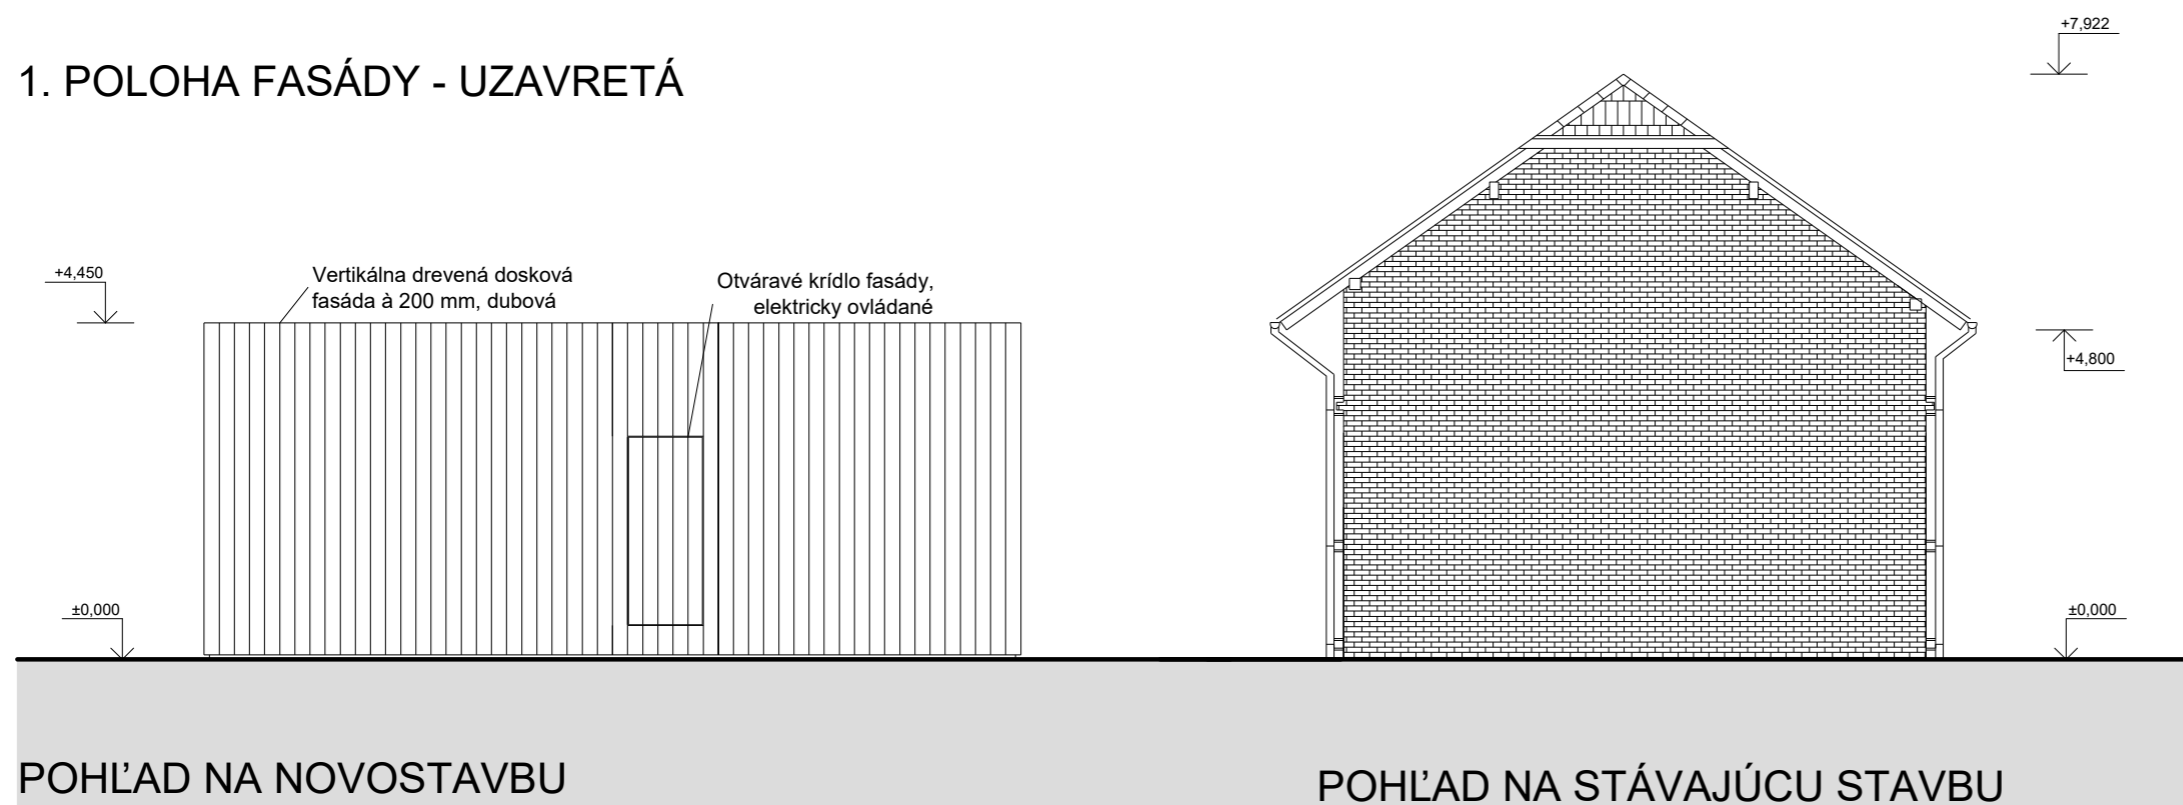 +7,922
1. POLOHA FASÁDY - UZAVRETÁ
+4,450
Vertikálna drevená dosková
fasáda à 200 mm, dubová
Otváravé krídlo fasády,
elektricky ovládané
+4,800
±0,000
±0,000
POHĽAD NA NOVOSTAVBU
POHĽAD NA STÁVAJÚCU STAVBU